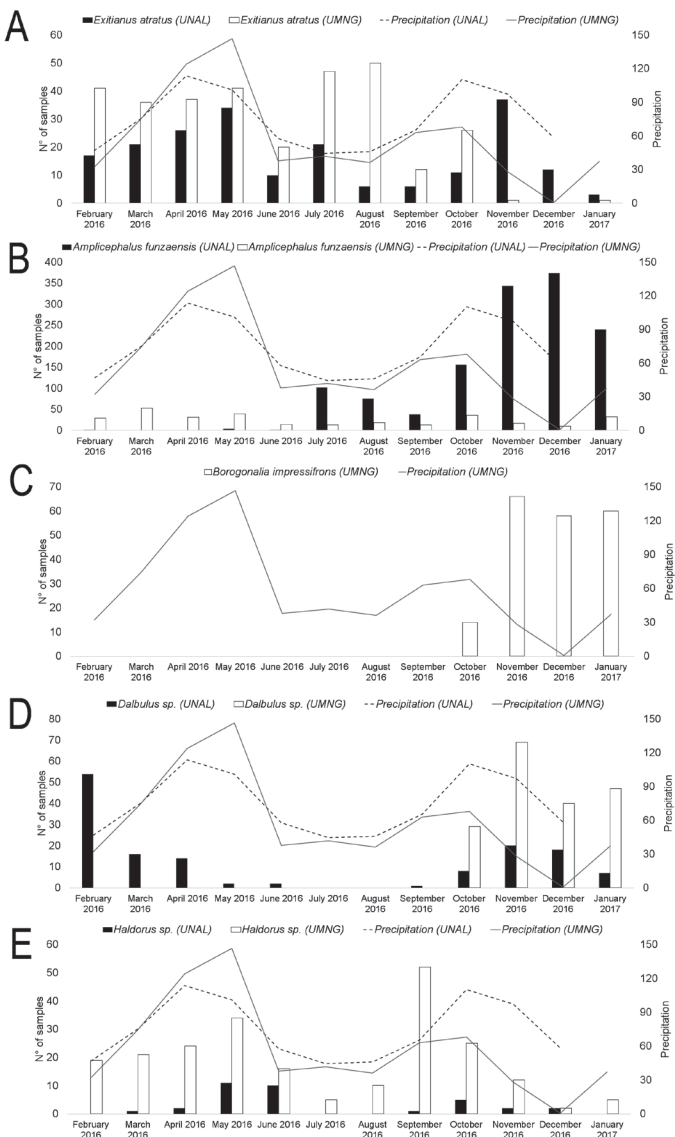 A
Exitianus atratus (UNAL) Exitianus atratus (UMNG) Precipitation (UNAL) Precipitation (UMNG)
60 150
50 120
40 90
30
20 60
10 30
0 0
N° of samples
Precipitation
February 2016 March 2016 April 2016 May 2016 June 2016 July 2016 August 2016 September 2016 October 2016 November 2016 December 2016 January 2017
B
Amplicephalus funzaensis (UNAL) Amplicephalus funzaensis (UMNG) Precipitation (UNAL) Precipitation (UMNG)
400 150
350
300 120
250 90
200
150 60
100 30
50
0 0
N° of samples
Precipitation
February 2016 March 2016 April 2016 May 2016 June 2016 July 2016 August 2016 September 2016 October 2016 November 2016 December 2016 January 2017
C
Borogonalia impressifrons (UMNG) Precipitation (UMNG)
70 150
60 120
50
40 90
30 60
20 30
10
0 0
N° of samples
Precipitation
February 2016 March 2016 April 2016 May 2016 June 2016 July 2016 August 2016 September 2016 October 2016 November 2016 December 2016 January 2017
D
Dalbulus sp. (UNAL) Dalbulus sp. (UMNG) Precipitation (UNAL) Precipitation (UMNG)
80 150
70
60 120
50 90
40
30 60
20 30
10
0 0
N° of samples
Precipitation
February 2016 March 2016 April 2016 May 2016 June 2016 July 2016 August 2016 September 2016 October 2016 November 2016 December 2016 January 2017
E
Haldorus sp. (UNAL) Haldorus sp. (UMNG) Precipitation (UNAL) Precipitation (UMNG)
60 150
50 120
40 90
30
20 60
10 30
0 0
N° of samples
Precipitation
February 2016 March 2016 April 2016 May 2016 June 2016 July 2016 August 2016 September 2016 October 2016 November 2016 December 2016 January 2017